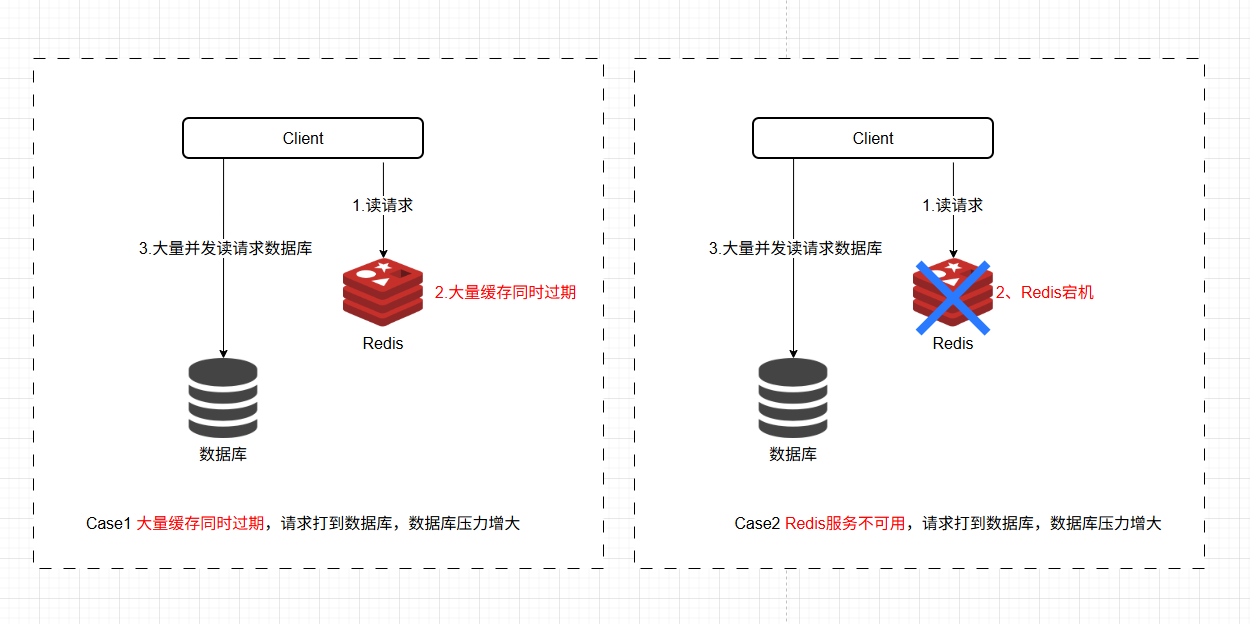 Client
1.读请求
3.大量并发读请求数据库
2.大量缓存同时过期
Redis
数据库
Case1 大量缓存同时过期，请求打到数据库，数据库压力增大
Client
1.读请求
3.大量并发读请求数据库
2、Redis宕机
Redis
数据库
Case2 Redis服务不可用，请求打到数据库，数据库压力增大